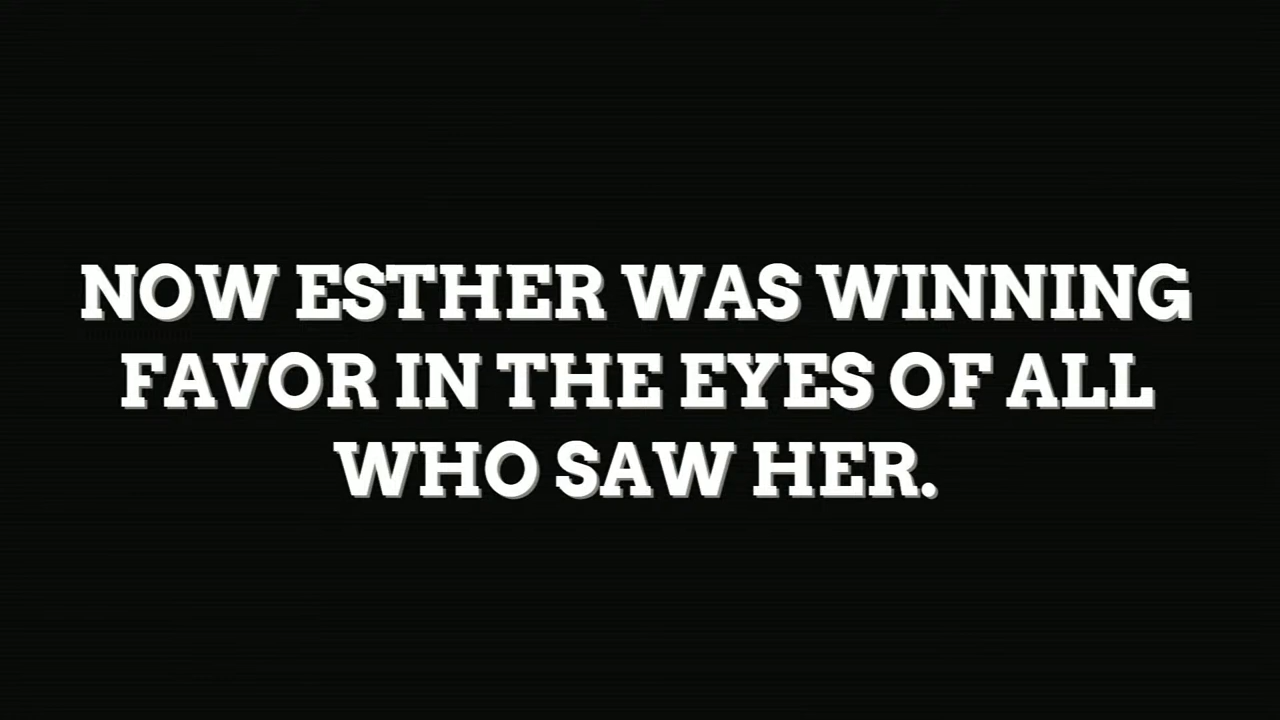 NOW ESTHER WAS WINNING
FAVOR IN THE EYES OF ALL
WHO SAW HER.